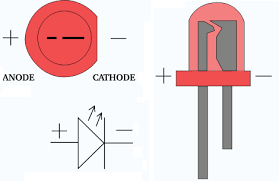 + —
ANODE CATHODE
+ —
+ —